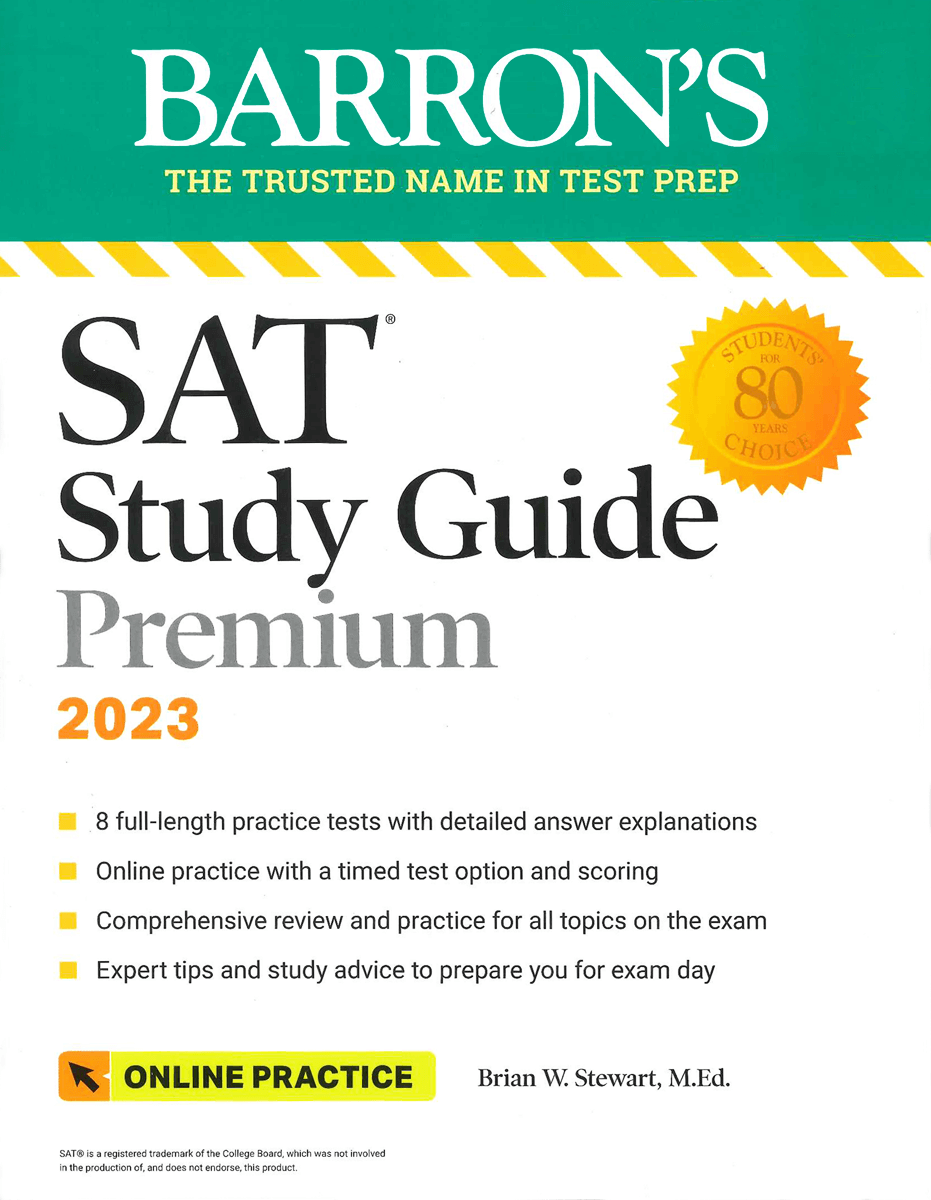 BARRON'S
THE TRUSTED NAME IN TEST PREP
SAT®
STUDENTS'
FOR
80
YEARS
CHOICE
Study Guide
Premium
2023
8 full-length practice tests with detailed answer explanations
Online practice with a timed test option and scoring
Comprehensive review and practice for all topics on the exam
Expert tips and study advice to prepare you for exam day
ONLINE PRACTICE
Brian W. Stewart, M.Ed.
SAT® is a registered trademark of the College Board, which was not involved
in the production of, and does not endorse, this product.